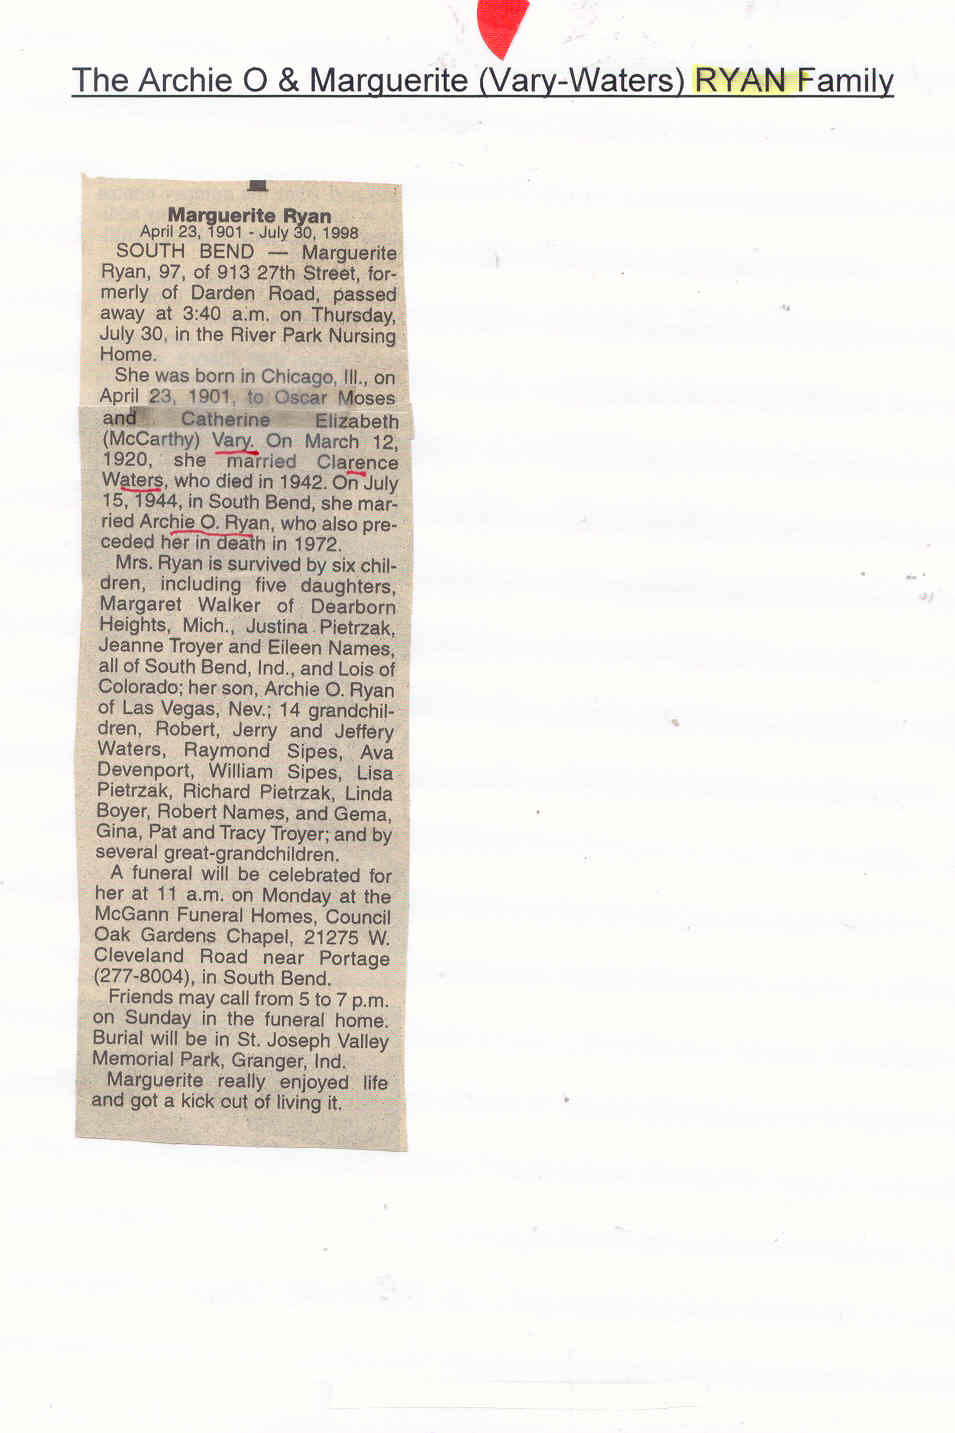 The Archie O & Marguerite (Vary-Waters) RYAN Family
Marguerite Ryan
April 23, 1901 - July 30, 1998
SOUTH BEND — Marguerite
Ryan, 97, of 913 27th Street, for-
merly of Darden Road, passed
away at 3:40 a.m. on Thursday,
July 30, in the River Park Nursing
Home.
She was born in Chicago, Ill., on
April 23, 1901, to Oscar Moses
and Catherine Elizabeth
(McCarthy) Vary. On March 12,
1920, she married Clarence
Waters, who died in 1942. On July
15, 1944, in South Bend, she mar-
ried Archie O. Ryan, who also pre-
ceded her in death in 1972.
Mrs. Ryan is survived by six chil-
dren, including five daughters,
Margaret Walker of Dearborn
Heights, Mich., Justina Pietrzak,
Jeanne Troyer and Eileen Names,
all of South Bend, Ind., and Lois of
Colorado; her son, Archie O. Ryan
of Las Vegas, Nev.; 14 grandchil-
dren, Robert, Jerry and Jeffery
Waters, Raymond Sipes, Ava
Devenport, William Sipes, Lisa
Pietrzak, Richard Pietrzak, Linda
Boyer, Robert Names, and Gema,
Gina, Pat and Tracy Troyer; and by
several great-grandchildren.
A funeral will be celebrated for
her at 11 a.m. on Monday at the
McGann Funeral Homes, Council
Oak Gardens Chapel, 21275 W.
Cleveland Road near Portage
(277-8004), in South Bend.
Friends may call from 5 to 7 p.m.
on Sunday in the funeral home.
Burial will be in St. Joseph Valley
Memorial Park, Granger, Ind.
Marguerite really enjoyed life
and got a kick out of living it.